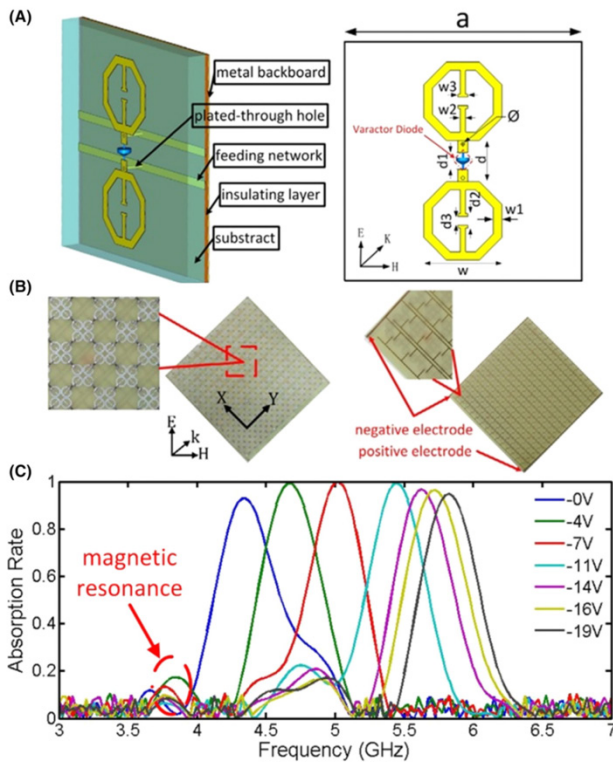 (A)
metal backboard
plated-through hole
feeding network
insulating layer
substract
a
w3
w2
Ø
Varactor Diode
d1
d
d2
d3
w1
w
E
K
H
(B)
X
Y
E
k
H
negative electrode
positive electrode
(C)
Absorption Rate
1
0.8
0.6
0.4
0.2
0
magnetic
resonance
-0V
-4V
-7V
-11V
-14V
-16V
-19V
3 3.5 4 4.5 5 5.5 6 6.5 7
Frequency (GHz)